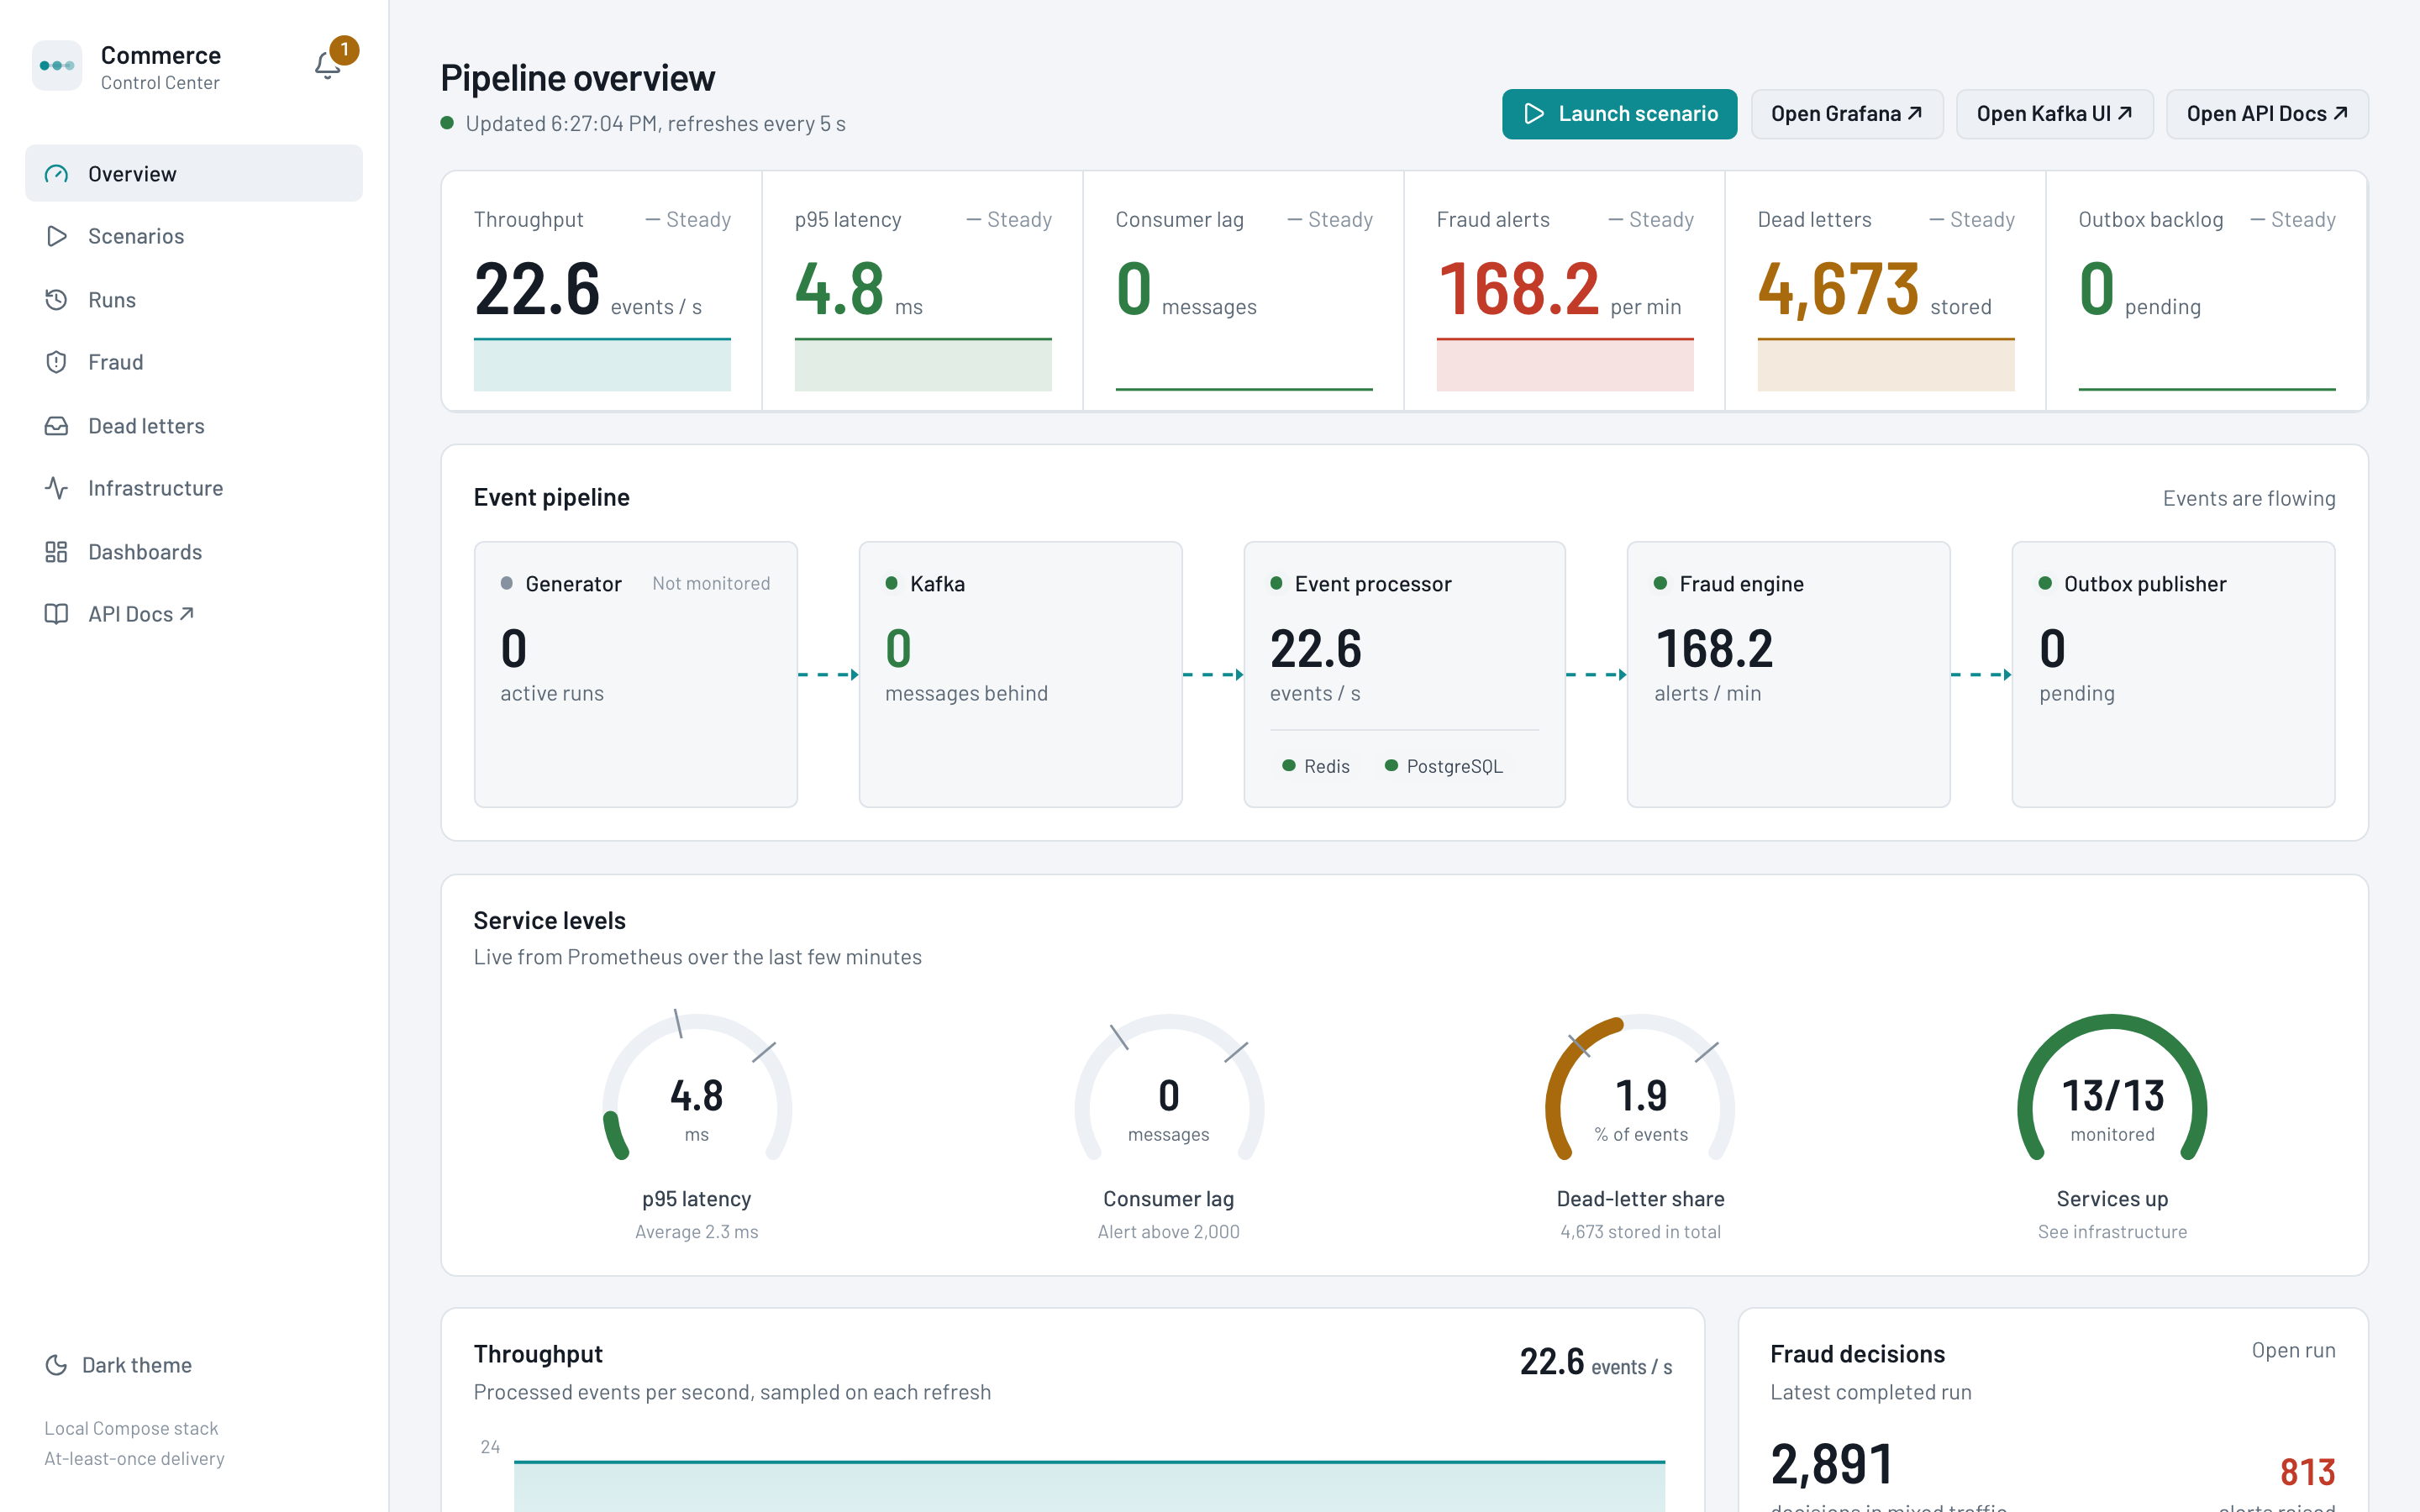 Commerce
Control Center
1
Overview
Scenarios
Runs
Fraud
Dead letters
Infrastructure
Dashboards
API Docs ↗
Dark theme
Local Compose stack
At-least-once delivery
Pipeline overview
Updated 6:27:04 PM, refreshes every 5 s
Launch scenario
Open Grafana ↗
Open Kafka UI ↗
Open API Docs ↗
Throughput — Steady
22.6 events / s
p95 latency — Steady
4.8 ms
Consumer lag — Steady
0 messages
Fraud alerts — Steady
168.2 per min
Dead letters — Steady
4,673 stored
Outbox backlog — Steady
0 pending
Event pipeline
Events are flowing
Generator Not monitored
0
active runs
Kafka
0
messages behind
Event processor
22.6
events / s
Redis PostgreSQL
Fraud engine
168.2
alerts / min
Outbox publisher
0
pending
Service levels
Live from Prometheus over the last few minutes
4.8
ms
p95 latency
Average 2.3 ms
0
messages
Consumer lag
Alert above 2,000
1.9
% of events
Dead-letter share
4,673 stored in total
13/13
monitored
Services up
See infrastructure
Throughput
22.6 events / s
Processed events per second, sampled on each refresh
24
Fraud decisions
Open run
Latest completed run
2,891
813
decisions in mixed traffic
alerts raised